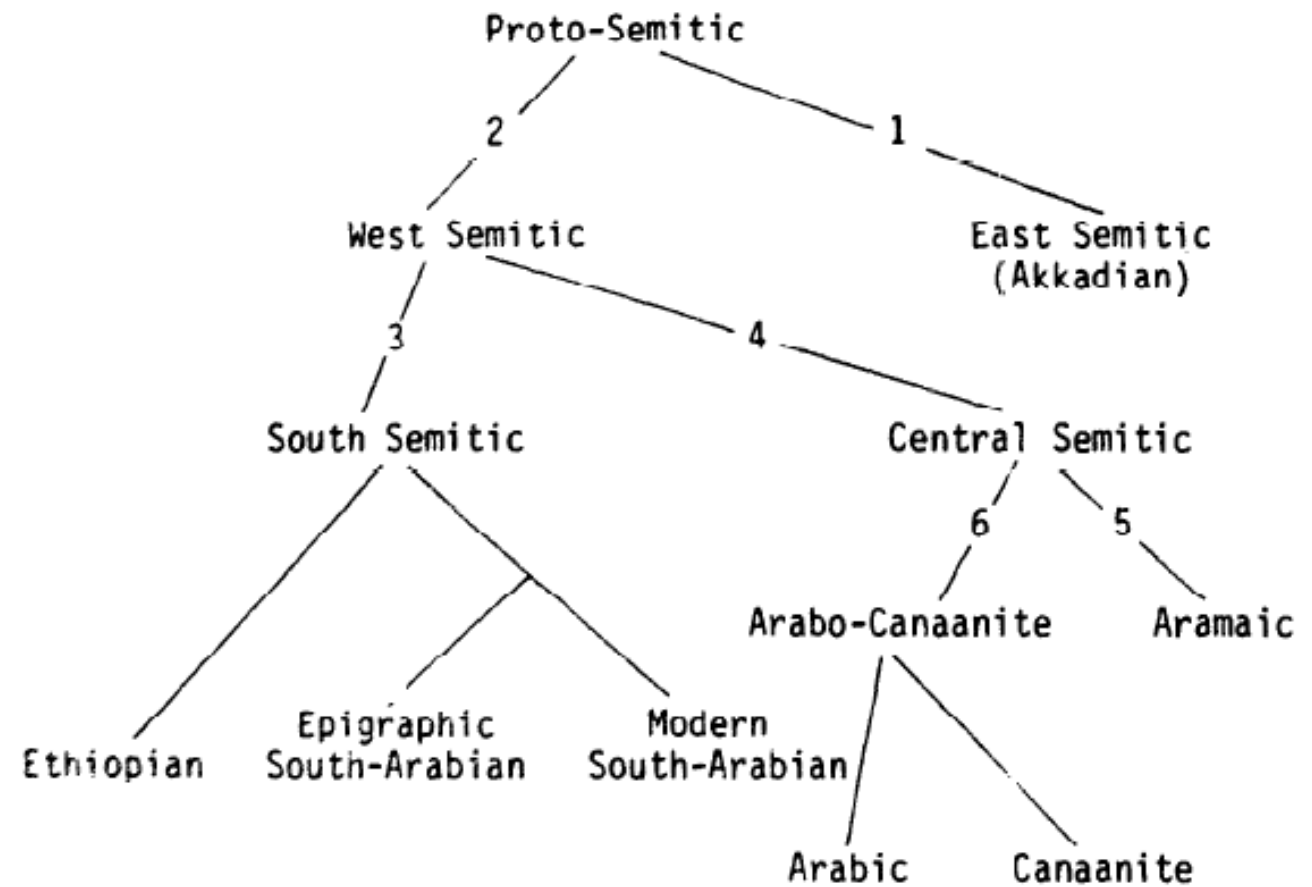 Proto-Semitic
2
1
West Semitic
East Semitic
(Akkadian)
3
4
South Semitic
Central Semitic
6
5
Arabo-Canaanite
Aramaic
Ethiopian
Epigraphic
South-Arabian
Modern
South-Arabian
Arabic
Canaanite